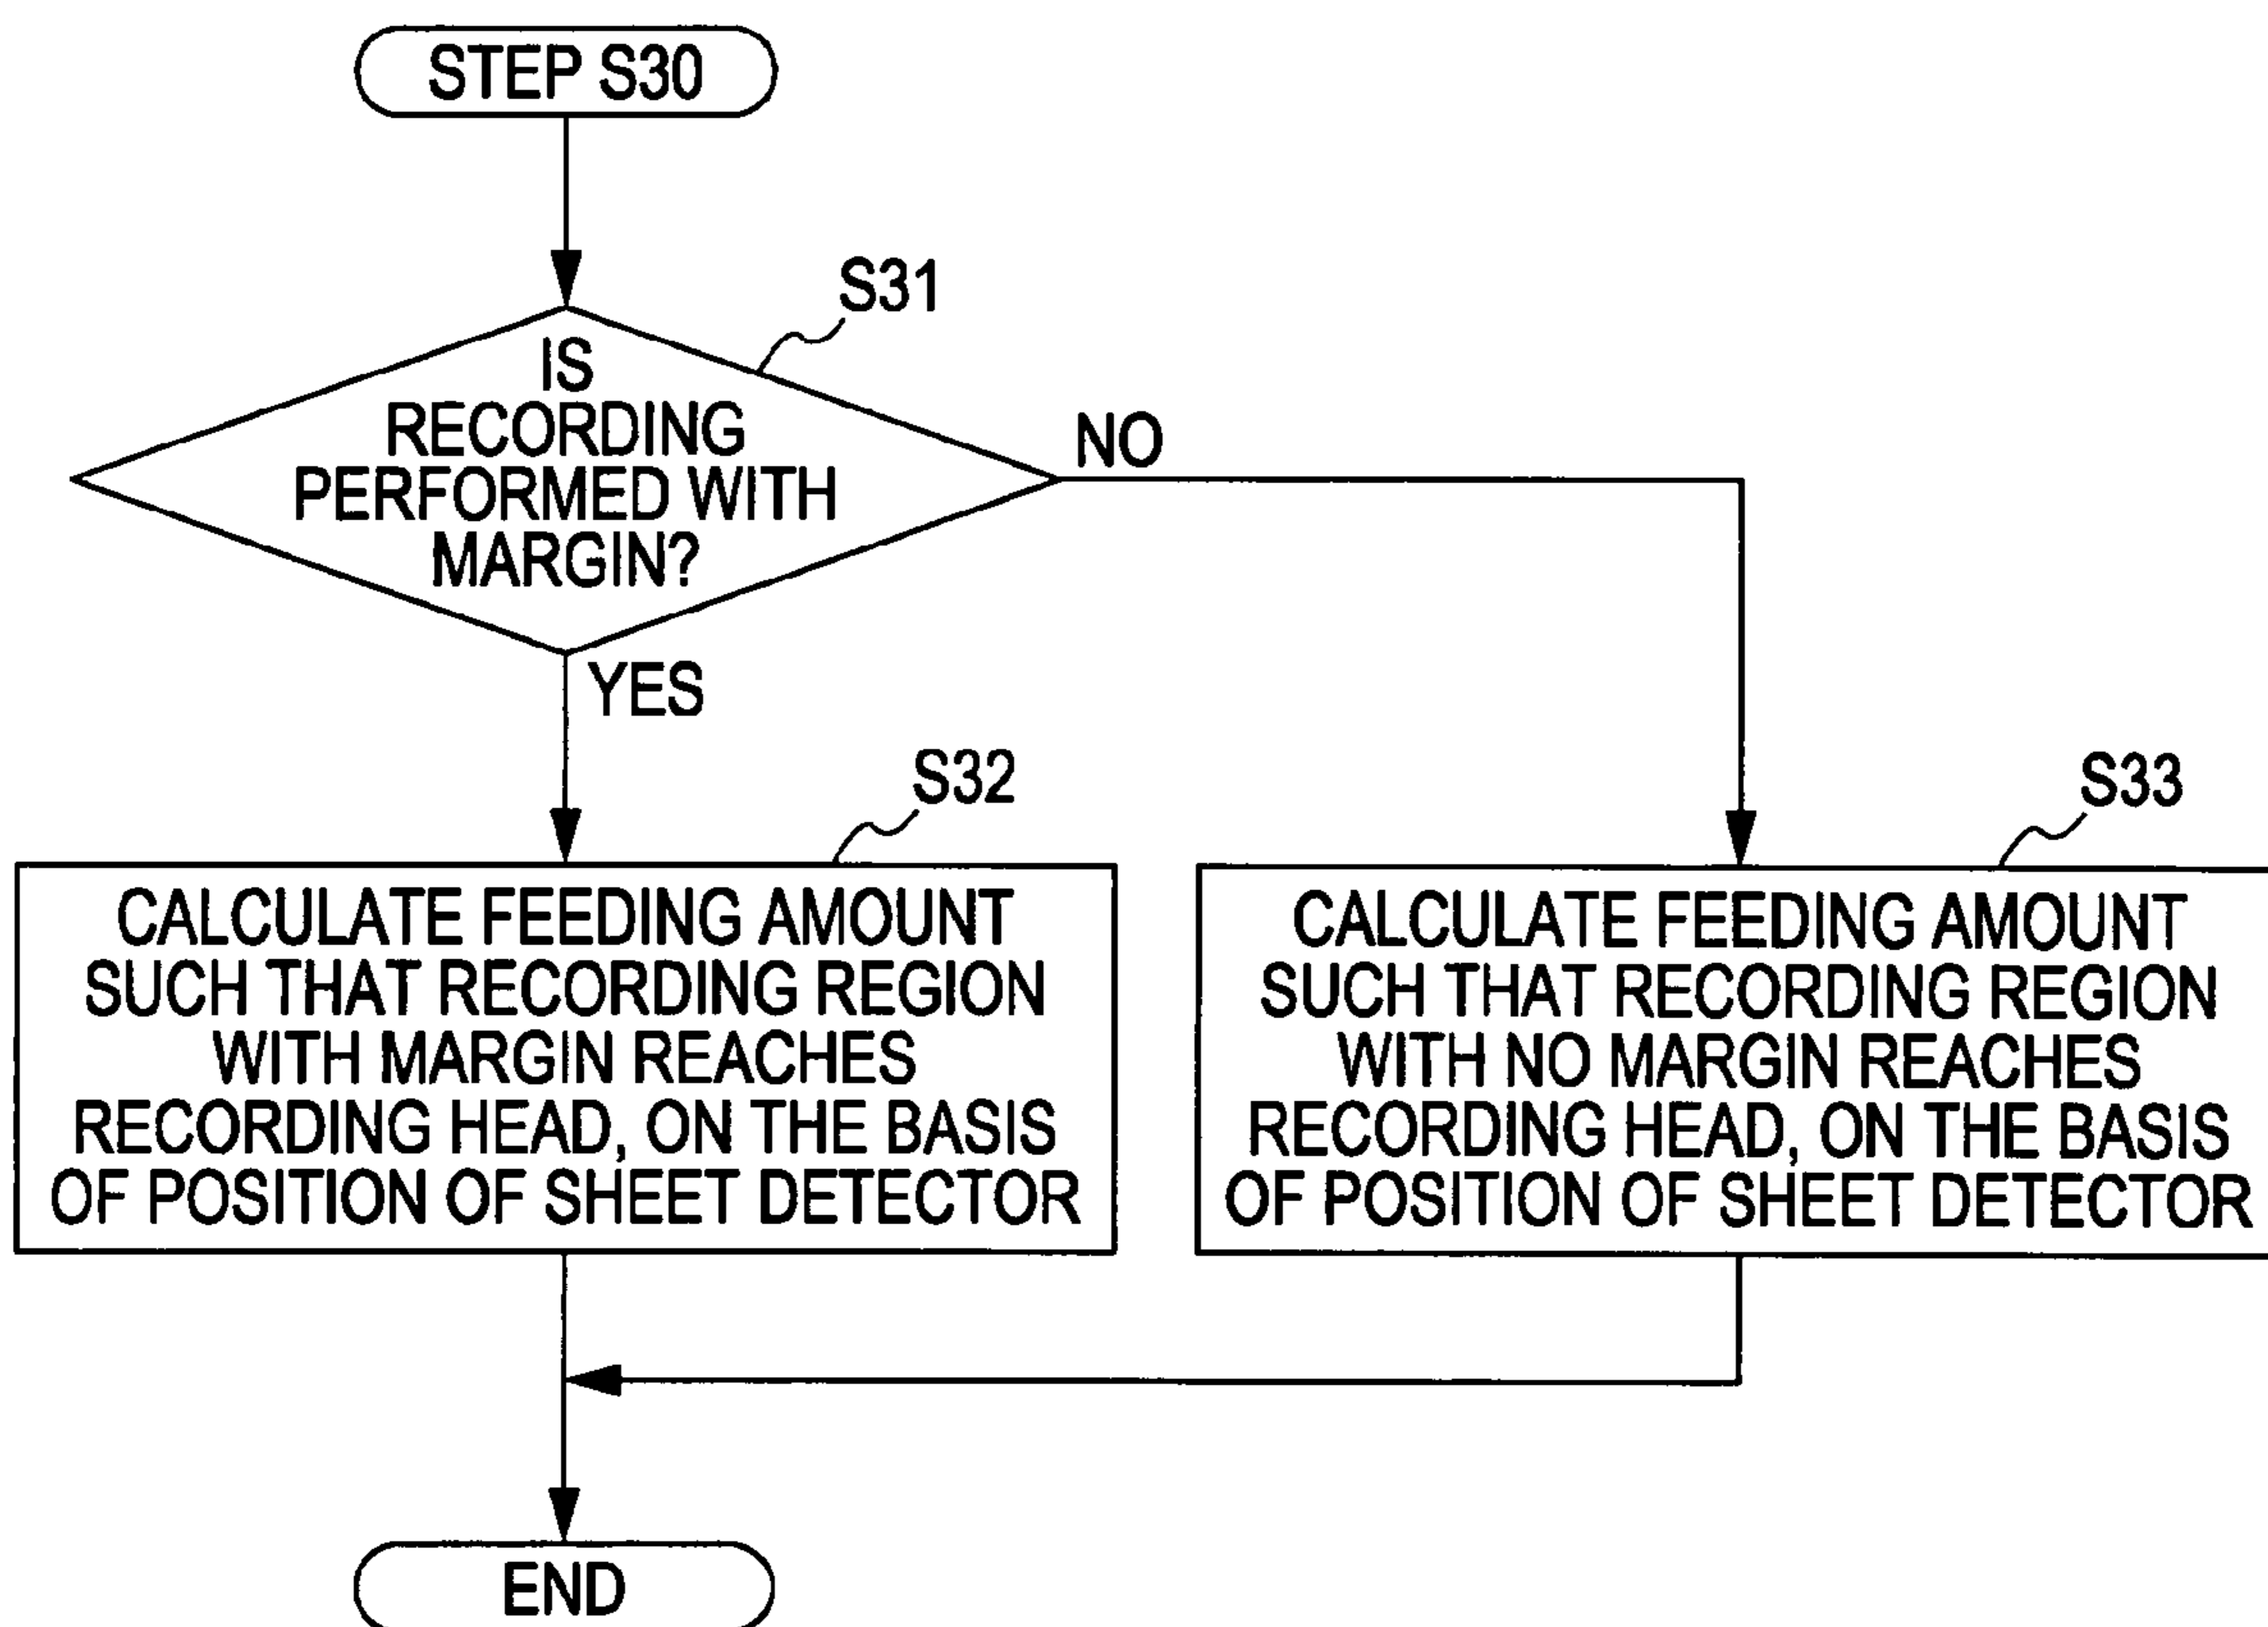 STEP S30
S31
IS
RECORDING
PERFORMED WITH
MARGIN?
NO
YES
S32
CALCULATE FEEDING AMOUNT
SUCH THAT RECORDING REGION
WITH MARGIN REACHES
RECORDING HEAD, ON THE BASIS
OF POSITION OF SHEET DETECTOR
S33
CALCULATE FEEDING AMOUNT
SUCH THAT RECORDING REGION
WITH NO MARGIN REACHES
RECORDING HEAD, ON THE BASIS
OF POSITION OF SHEET DETECTOR
END